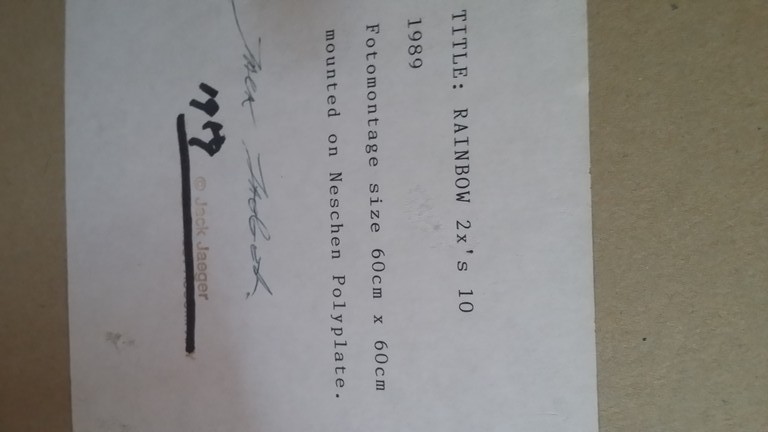 TITLE: RAINBOW 2x's 10
1989
Fotomontage size 60cm x 60cm
mounted on Neschen Polyplate.
© Jack Jaeger